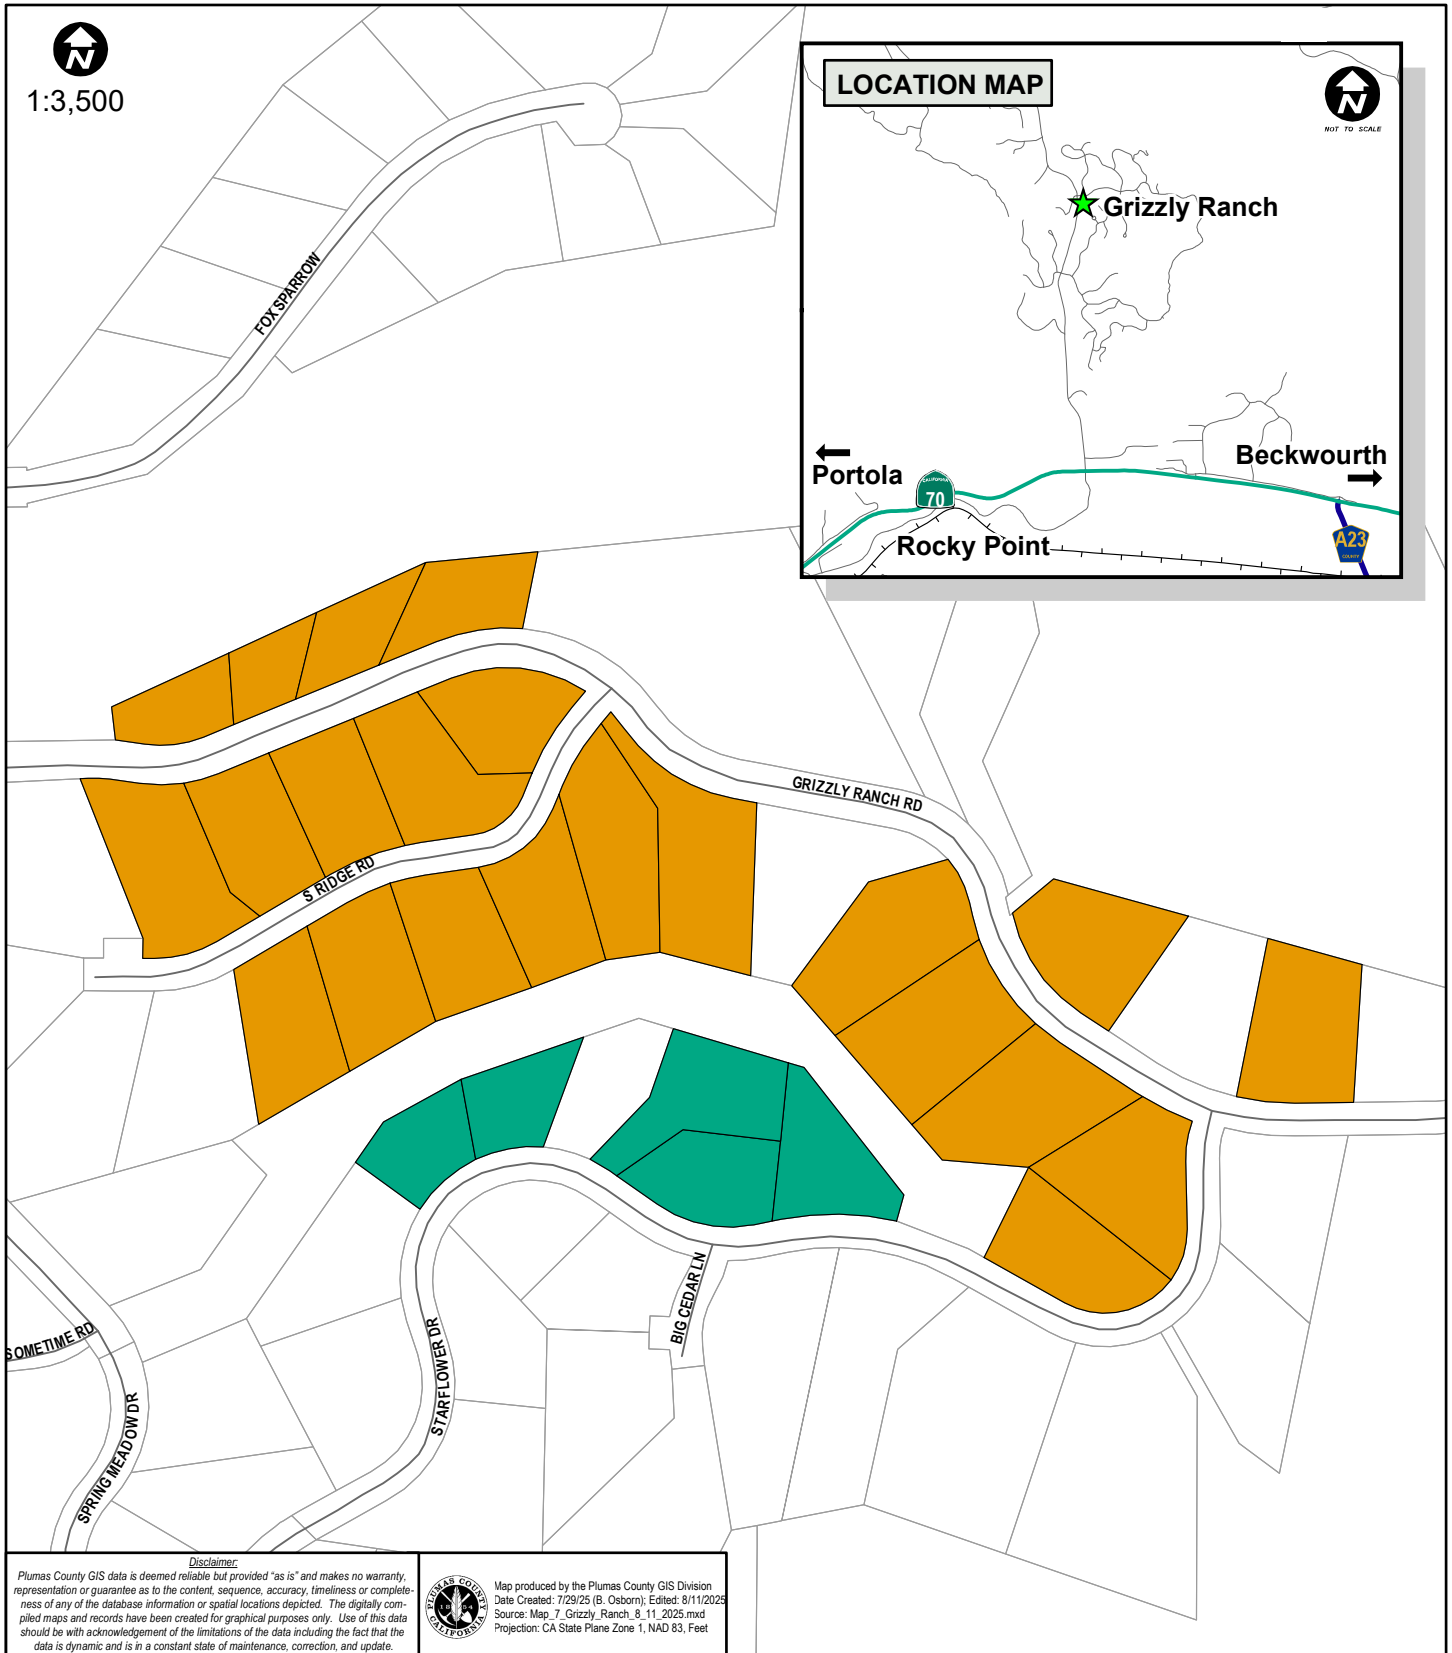 N
1:3,500
LOCATION MAP
N
NOT TO SCALE
Grizzly Ranch
Portola
Beckwourth
CALIFORNIA
70
Rocky Point
A23
COUNTY
FOX SPARROW
GRIZZLY RANCH RD
S RIDGE RD
BIG CEDAR LN
STARFLOWER DR
SOMETIME RD
SPRING MEADOW DR
Disclaimer:
Plumas County GIS data is deemed reliable but provided "as is" and makes no warranty,
representation or guarantee as to the content, sequence, accuracy, timeliness or complete-
ness of any of the database information or spatial locations depicted. The digitally com-
piled maps and records have been created for graphical purposes only. Use of this data
should be with acknowledgement of the limitations of the data including the fact that the
data is dynamic and is in a constant state of maintenance, correction, and update.
PLUMAS COUNTY
1854
CALIFORNIA
Map produced by the Plumas County GIS Division
Date Created: 7/29/25 (B. Osborn); Edited: 8/11/2025
Source: Map_7_Grizzly_Ranch_8_11_2025.mxd
Projection: CA State Plane Zone 1, NAD 83, Feet